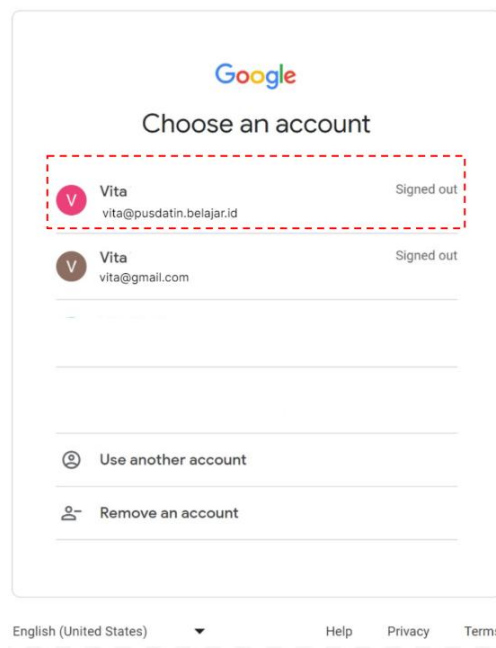 Google
Choose an account
V Vita Signed out
vita@pusdatin.belajar.id
V Vita Signed out
vita@gmail.com
Use another account
Remove an account
English (United States) Help Privacy Terms